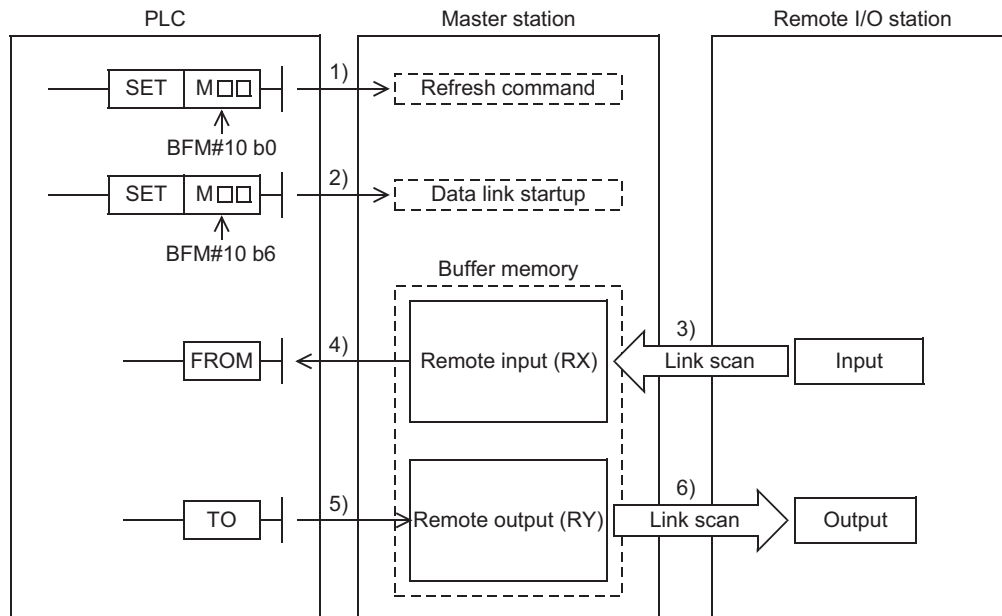 PLC
Master station
Remote I/O station
SET M□□
1)
Refresh command
BFM#10 b0
SET M□□
2)
Data link startup
BFM#10 b6
Buffer memory
FROM
4)
Remote input (RX)
3)
Link scan
Input
TO
5)
Remote output (RY)
6)
Link scan
Output